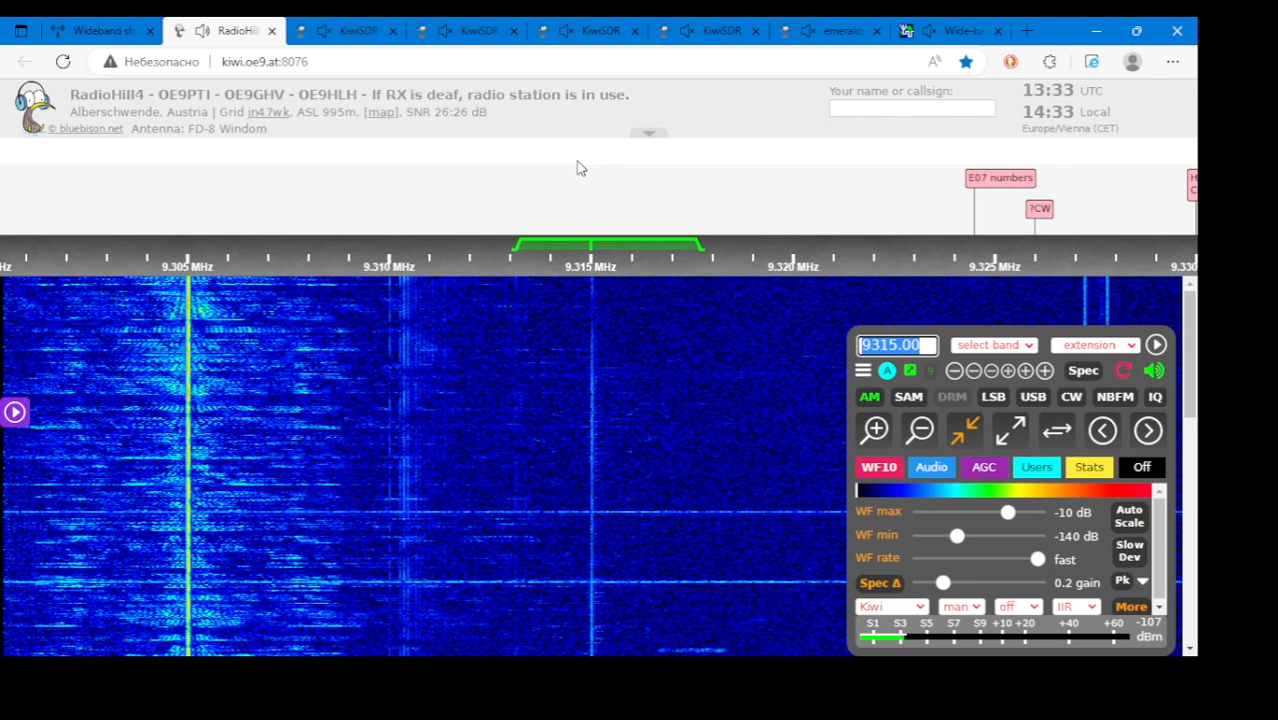 Wideband sh
RadioHill
KiwiSDR
KiwiSDR
KiwiSDR
KiwiSDR
emerald
Wide-ba
Небезопасно
kiwi.oe9.at:8076
RadioHill4 - OE9PTI - OE9GHV - OE9HLH - If RX is deaf, radio station is in use.
Alberschwende, Austria | Grid jn47wk, ASL 995m, [map], SNR 26:26 dB
© bluebison.net Antenna: FD-8 Windom
Your name or callsign:
13:33 UTC
14:33 Local
Europe/Vienna (CET)
E07 numbers
?CW
H
C
Hz 9.305 MHz 9.310 MHz 9.315 MHz 9.320 MHz 9.325 MHz 9.330
9315.00 select band extension
A 9 Spec
AM SAM DRM LSB USB CW NBFM IQ
WF10 Audio AGC Users Stats Off
WF max -10 dB Auto Scale
WF min -140 dB
WF rate fast Slow Dev
Spec Δ 0.2 gain Pk
Kiwi man off IIR More
S1 S3 S5 S7 S9 +10 +20 +40 +60 -107
dBm